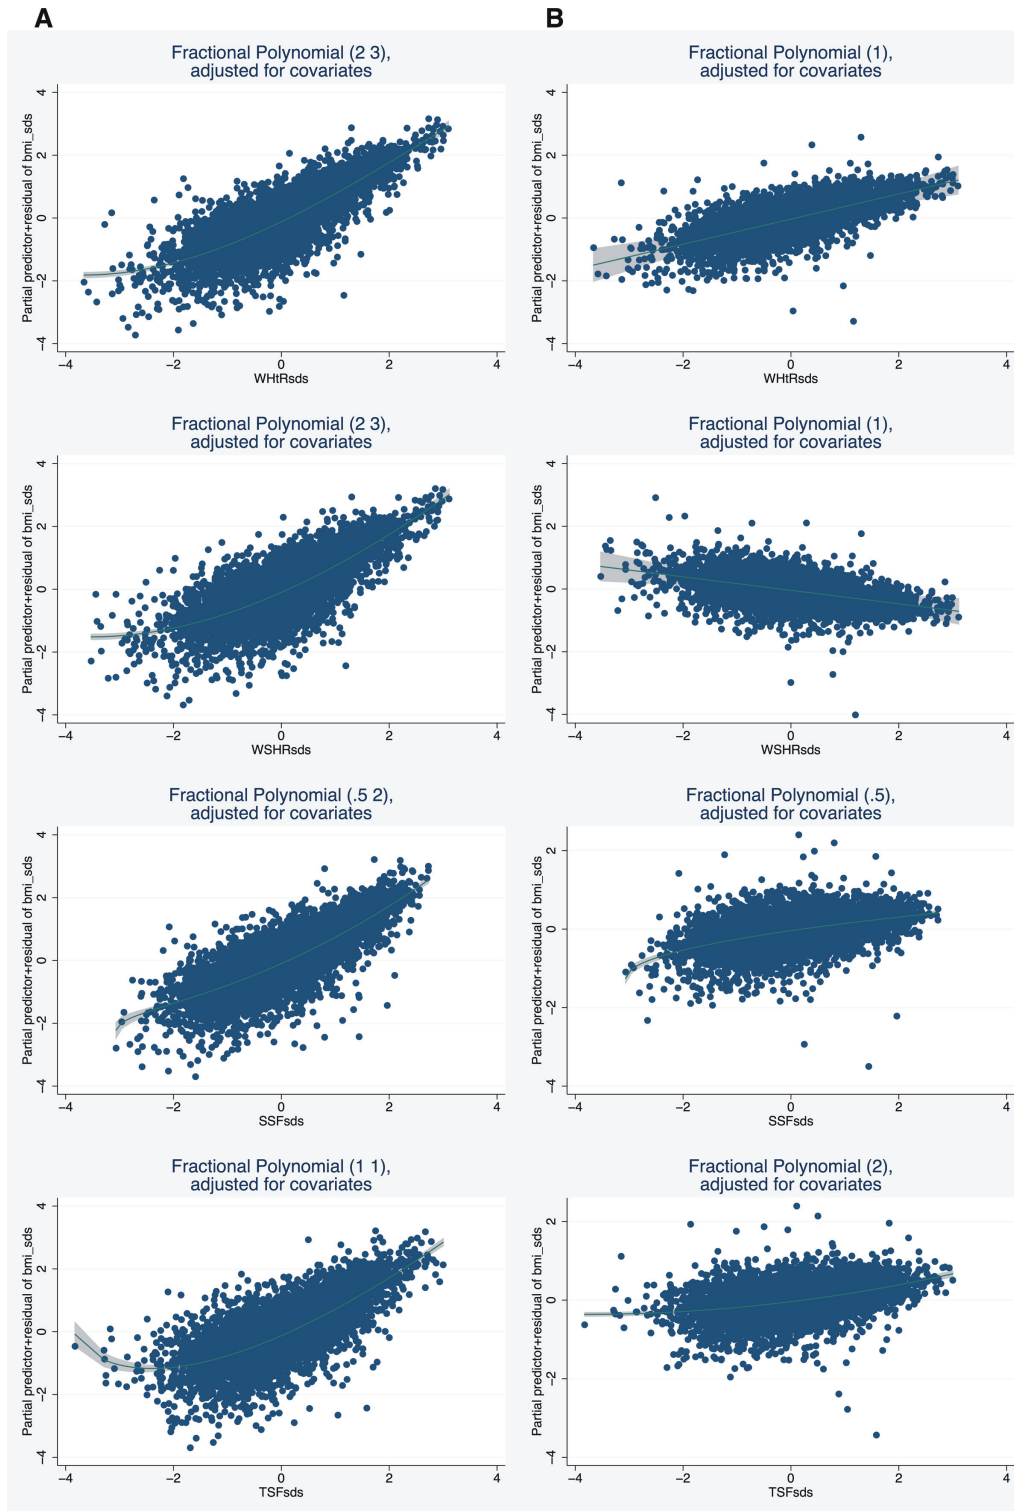 A
B
Fractional Polynomial (2 3),
adjusted for covariates
Partial predictor+residual of bmi_sds
4
2
0
−2
−4
−4
−2
0
2
4
WHtRsds
Fractional Polynomial (1),
adjusted for covariates
Partial predictor+residual of bmi_sds
4
2
0
−2
−4
−4
−2
0
2
4
WHtRsds
Fractional Polynomial (2 3),
adjusted for covariates
Partial predictor+residual of bmi_sds
4
2
0
−2
−4
−4
−2
0
2
4
WSHRsds
Fractional Polynomial (1),
adjusted for covariates
Partial predictor+residual of bmi_sds
4
2
0
−2
−4
−4
−2
0
2
4
WSHRsds
Fractional Polynomial (.5 2),
adjusted for covariates
Partial predictor+residual of bmi_sds
4
2
0
−2
−4
−4
−2
0
2
4
SSFsds
Fractional Polynomial (.5),
adjusted for covariates
Partial predictor+residual of bmi_sds
2
0
−2
−4
−4
−2
0
2
4
SSFsds
Fractional Polynomial (1 1),
adjusted for covariates
Partial predictor+residual of bmi_sds
4
2
0
−2
−4
−4
−2
0
2
4
TSFsds
Fractional Polynomial (2),
adjusted for covariates
Partial predictor+residual of bmi_sds
2
0
−2
−4
−4
−2
0
2
4
TSFsds